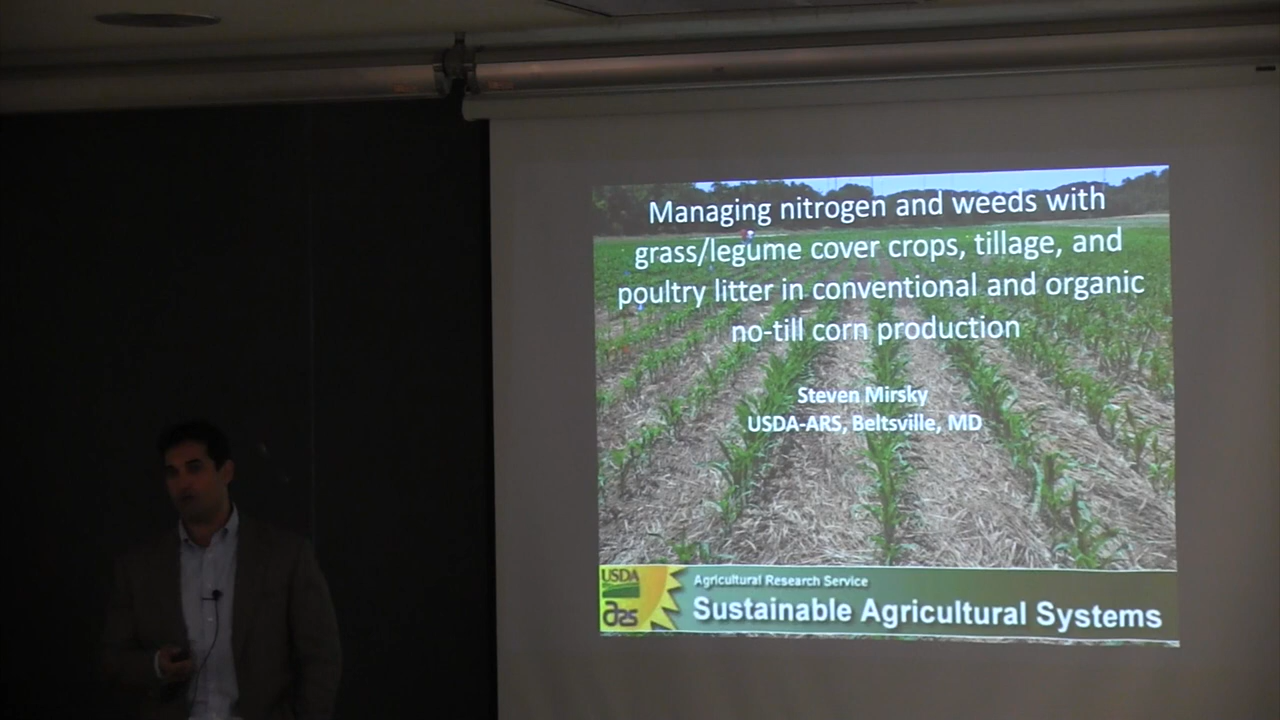 Managing nitrogen and weeds with
grass/legume cover crops, tillage, and
poultry litter in conventional and organic
no-till corn production
Steven Mirsky
USDA-ARS, Beltsville, MD
USDA
ars
Agricultural Research Service
Sustainable Agricultural Systems